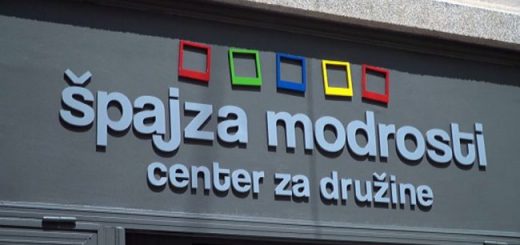 špajza modrosti
center za družine